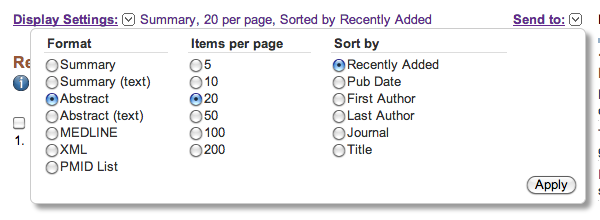 Display Settings: Summary, 20 per page, Sorted by Recently Added Send to:
Format Items per page Sort by
Summary 5 Recently Added
Summary (text) 10 Pub Date
Abstract 20 First Author
Abstract (text) 50 Last Author
MEDLINE 100 Journal
XML 200 Title
PMID List
Apply
Re
1.